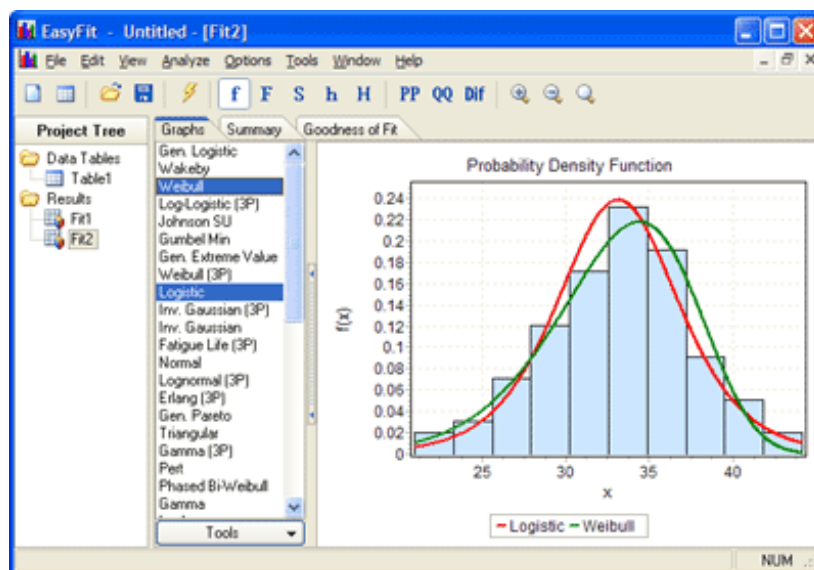 EasyFit - Untitled - [Fit2]
File Edit View Analyze Options Tools Window Help
f F S h H PP QQ Dif
Project Tree
Data Tables
Table1
Results
Fit1
Fit2
Graphs Summary Goodness of Fit
Gen. Logistic
Wakeby
Weibull
Log-Logistic (3P)
Johnson SU
Gumbel Min
Gen. Extreme Value
Weibull (3P)
Logistic
Inv. Gaussian (3P)
Inv. Gaussian
Fatigue Life (3P)
Normal
Lognormal (3P)
Erlang (3P)
Gen. Pareto
Triangular
Gamma (3P)
Pert
Phased Bi-Weibull
Gamma
Tools
Probability Density Function
f(x)
0.24
0.22
0.2
0.18
0.16
0.14
0.12
0.1
0.08
0.06
0.04
0.02
0
25 30 35 40
x
Logistic Weibull
NUM